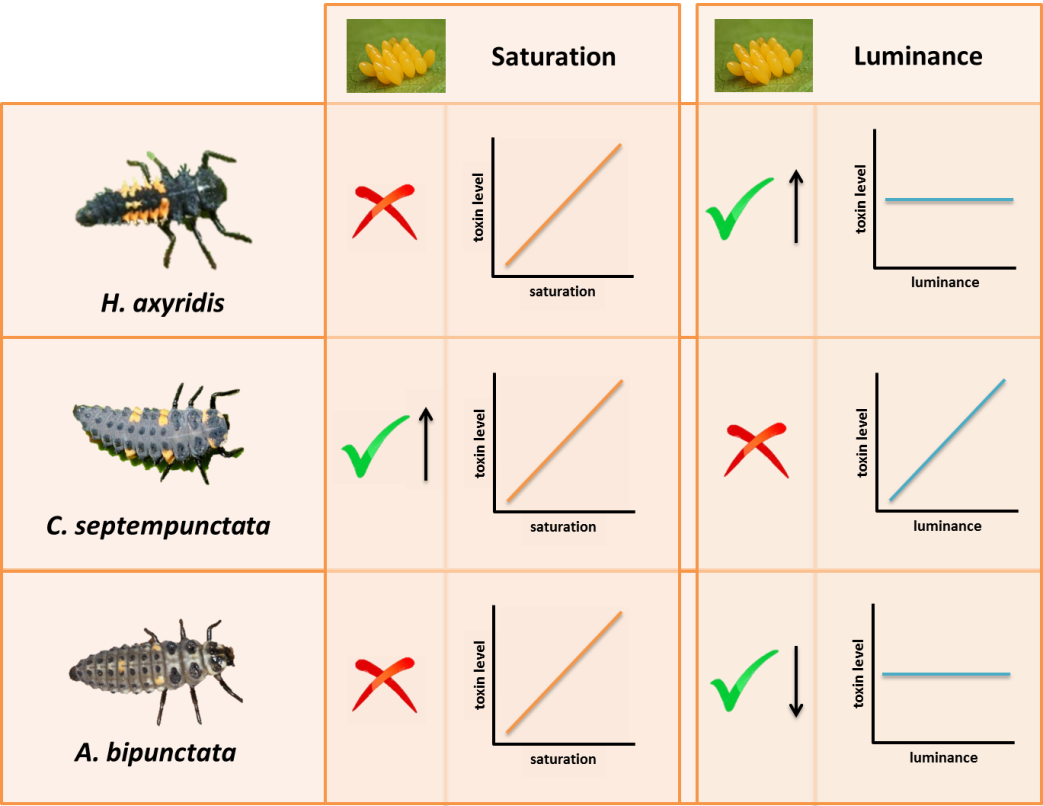 Saturation
Luminance
H. axyridis
toxin level
saturation
toxin level
luminance
C. septempunctata
toxin level
saturation
toxin level
luminance
A. bipunctata
toxin level
saturation
toxin level
luminance